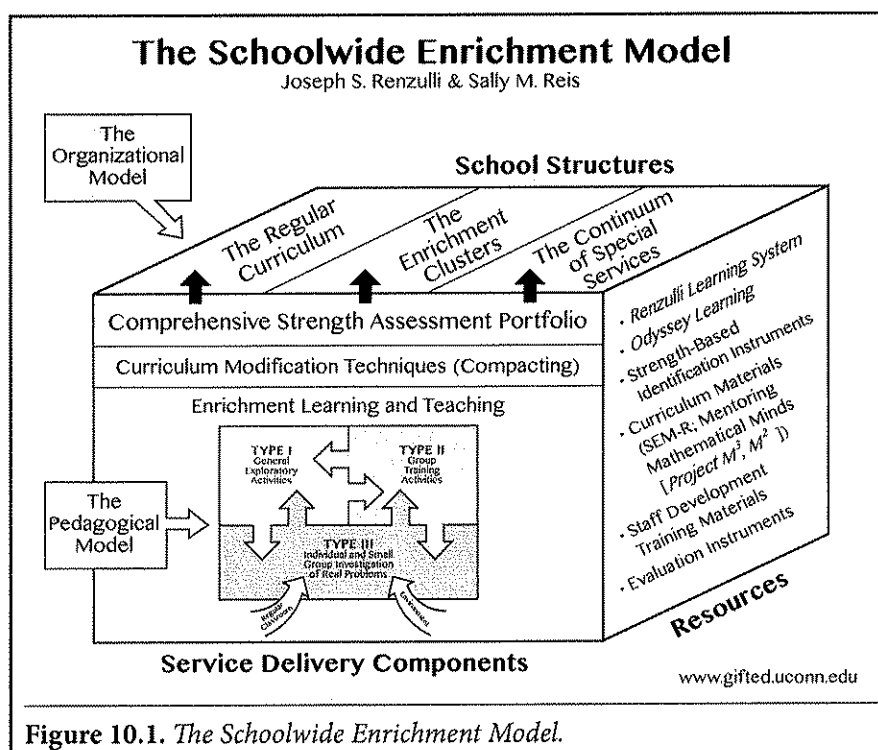 The Schoolwide Enrichment Model
Joseph S. Renzulli & Sally M. Reis
The
Organizational
Model
School Structures
The Regular
Curriculum
The
Enrichment
Clusters
The Continuum
of Special
Services
Comprehensive Strength Assessment Portfolio
Curriculum Modification Techniques (Compacting)
Enrichment Learning and Teaching
TYPE I
General
Exploratory
Activities
TYPE II
Group
Training
Activities
The
Pedagogical
Model
TYPE III
Individual and Small
Group Investigation
of Real Problems
Regular
Classroom
Environment
Service Delivery Components
• Renzulli Learning System
• Odyssey Learning
• Strength-Based
Identification Instruments
• Curriculum Materials
(SEM-R; Mentoring
Mathematical Minds
[Project M³, M² ])
• Staff Development
Training Materials
• Evaluation Instruments
Resources
www.gifted.uconn.edu
Figure 10.1. The Schoolwide Enrichment Model.